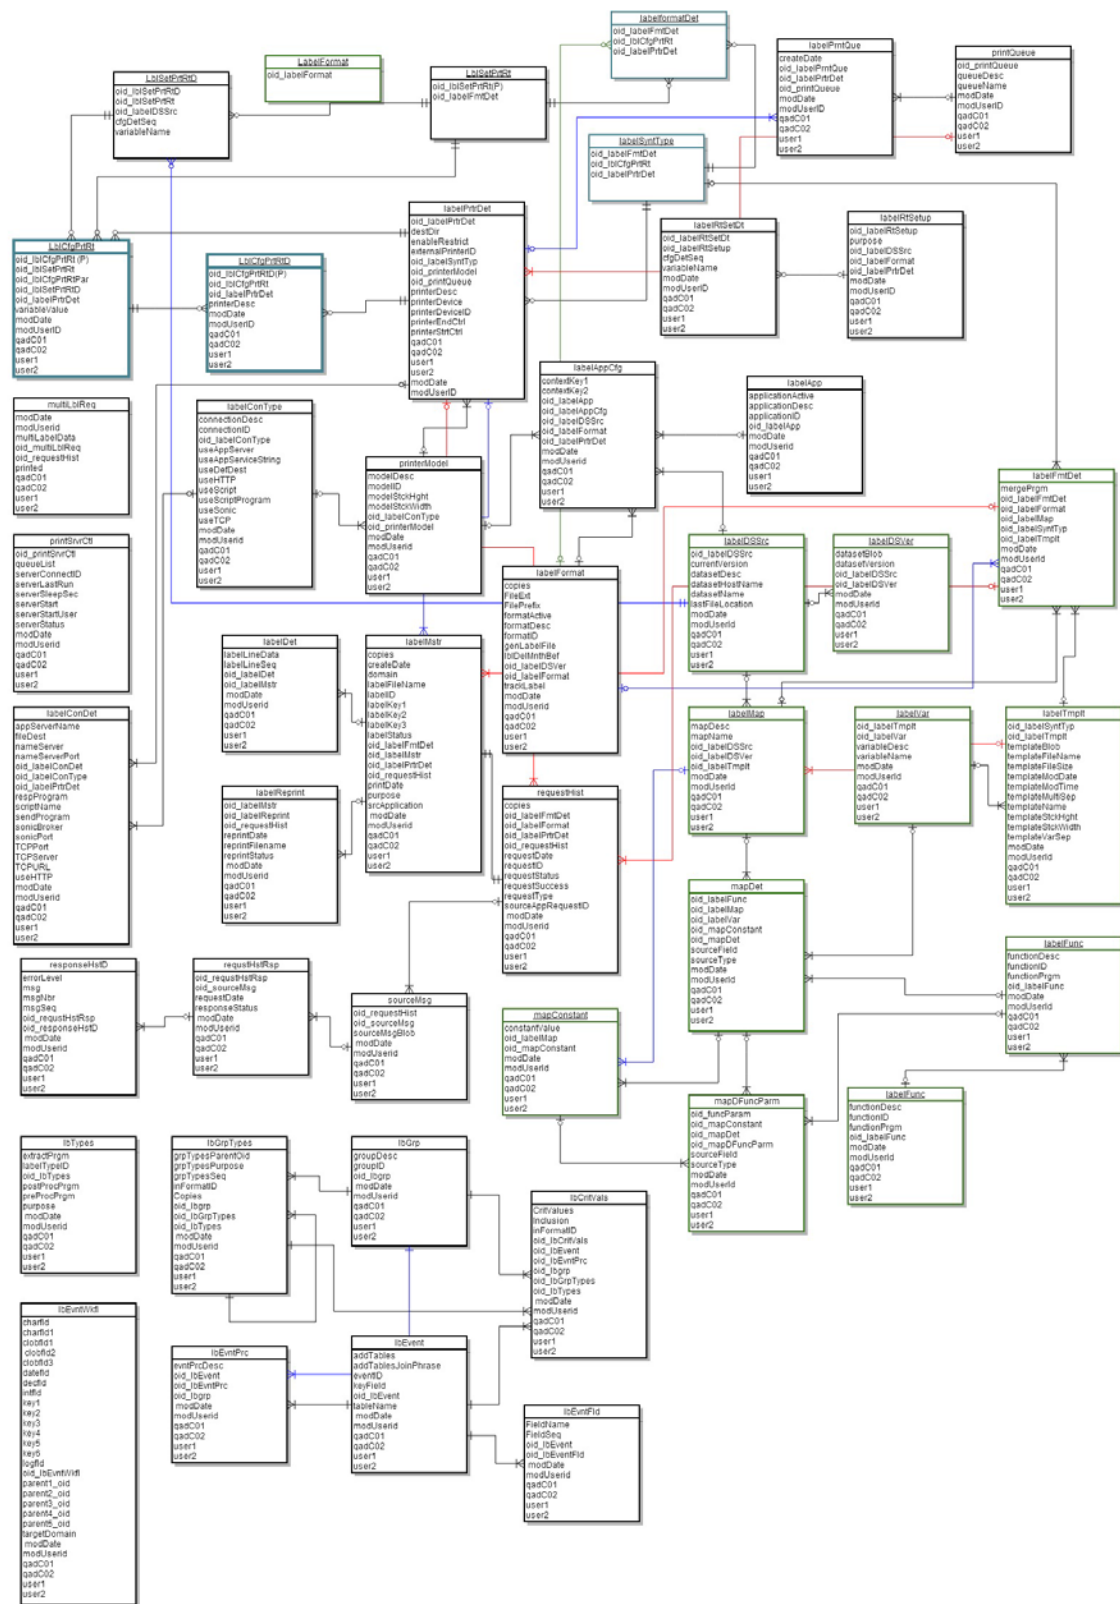 labelformatDet
oid_labelFmtDet
oid_lblCfgPrtRt
oid_labelPrtrDet
labelPrntQue
createDate
oid_labelPrntQue
oid_labelPrtrDet
oid_printQueue
modDate
modUserID
qadC01
qadC02
user1
user2
printQueue
oid_printQueue
queueDesc
queueName
modDate
modUserID
qadC01
qadC02
user1
user2
LabelFormat
oid_labelFormat
LblSetPrtRtD
oid_lblSetPrtRtD
oid_lblSetPrtRt
oid_labelDSSrc
cfgDetSeq
variableName
LblSetPrtRt
oid_lblSetPrtRt(P)
oid_labelFmtDet
labelSyntType
oid_labelFmtDet
oid_lblCfgPrtRt
oid_labelPrtrDet
labelPrtrDet
oid_labelPrtrDet
destDir
enableRestrict
externalPrinterID
oid_labelSyntTyp
oid_printerModel
oid_printQueue
printerDesc
printerDevice
printerDeviceID
printerEndCtrl
printerStrtCtrl
qadC01
qadC02
user1
user2
modDate
modUserID
labelRtSetDt
oid_labelRtSetDt
oid_labelRtSetup
cfgDetSeq
variableName
modDate
modUserID
qadC01
qadC02
user1
user2
labelRtSetup
oid_labelRtSetup
purpose
oid_labelDSSrc
oid_labelFormat
oid_labelPrtrDet
modDate
modUserID
qadC01
qadC02
user1
user2
LblCfgPrtRt
oid_lblCfgPrtRt (P)
oid_lblSetPrtRt
oid_lblCfgPrtRtPar
oid_lblSetPrtRtD
oid_labelPrtrDet
variableValue
modDate
modUserID
qadC01
qadC02
user1
user2
LblCfgPrtRtD
oid_lblCfgPrtRtD(P)
oid_lblCfgPrtRt
oid_labelPrtrDet
printerDesc
modDate
modUserID
qadC01
qadC02
user1
user2
labelAppCfg
contextKey1
contextKey2
oid_labelApp
oid_labelAppCfg
oid_labelDSSrc
oid_labelFormat
oid_labelPrtrDet
modDate
modUserid
qadC01
qadC02
user1
user2
labelApp
applicationActive
applicationDesc
applicationID
oid_labelApp
modDate
modUserid
qadC01
qadC02
user1
user2
multiLblReq
modDate
modUserid
multiLabelData
oid_multiLblReq
oid_requestHist
printed
qadC01
qadC02
user1
user2
labelConType
connectionDesc
connectionID
oid_labelConType
useAppServer
useAppServiceString
useDefDest
useHTTP
useScript
useScriptProgram
useSonic
useTCP
modDate
modUserid
qadC01
qadC02
user1
user2
printerModel
modelDesc
modelID
modelStckHght
modelStckWidth
oid_labelConType
oid_printerModel
modDate
modUserid
qadC01
qadC02
user1
user2
labelFmtDet
mergePrgm
oid_labelFmtDet
oid_labelFormat
oid_labelMap
oid_labelSyntTyp
oid_labelTmplt
modDate
modUserid
qadC01
qadC02
user1
user2
printSrvrCtl
oid_printSrvrCtl
queueList
serverConnectID
serverLastRun
serverSleepSec
serverStart
serverStartUser
serverStatus
modDate
modUserid
qadC01
qadC02
user1
user2
labelDSSrc
oid_labelDSSrc
currentVersion
datasetDesc
datasetHostName
datasetName
lastFileLocation
modDate
modUserid
qadC01
qadC02
user1
user2
labelDSVer
datasetBlob
datasetVersion
oid_labelDSSrc
oid_labelDSVer
modDate
modUserId
qadC01
qadC02
user1
user2
labelFormat
copies
FileExt
FilePrefix
formatActive
formatDesc
formatID
genLabelFile
lblDelMnthBef
oid_labelDSVer
oid_labelFormat
trackLabel
modDate
modUserid
qadC01
qadC02
user1
user2
labelDet
labelLineData
labelLineSeq
oid_labelDet
oid_labelMstr
modDate
modUserid
qadC01
qadC02
user1
user2
labelMstr
copies
createDate
domain
labelFileName
labelID
labelKey1
labelKey2
labelKey3
labelStatus
oid_labelFmtDet
oid_labelMstr
oid_labelPrtrDet
oid_requestHist
printDate
purpose
srcApplication
modDate
modUserid
qadC01
qadC02
user1
user2
labelConDet
appServerName
fileDest
nameServer
nameServerPort
oid_labelConDet
oid_labelConType
oid_labelPrtrDet
respProgram
scriptName
sendProgram
sonicBroker
sonicPort
TCPPort
TCPServer
TCPURL
useHTTP
modDate
modUserid
qadC01
qadC02
user1
user2
labelMap
mapDesc
mapName
oid_labelDSSrc
oid_labelDSVer
oid_labelTmplt
modDate
modUserid
qadC01
qadC02
user1
user2
labelVar
oid_labelTmplt
oid_labelVar
variableDesc
variableName
modDate
modUserId
qadC01
qadC02
user1
user2
labelTmplt
oid_labelSyntTyp
oid_labelTmplt
templateBlob
templateFileName
templateFileSize
templateModDate
templateModTime
templateMultiSep
templateName
templateStckHght
templateStckWidth
templateVarSep
modDate
modUserid
qadC01
qadC02
user1
user2
labelReprint
oid_labelMstr
oid_labelReprint
oid_requestHist
reprintDate
reprintFilename
reprintStatus
modDate
modUserid
qadC01
qadC02
user1
user2
requestHist
copies
oid_labelFmtDet
oid_labelFormat
oid_labelPrtrDet
oid_requestHist
requestDate
requestID
requestStatus
requestSuccess
requestType
sourceAppRequestID
modDate
modUserid
qadC01
qadC02
user1
user2
mapDet
oid_labelFunc
oid_labelMap
oid_labelVar
oid_mapConstant
oid_mapDet
sourceField
sourceType
modDate
modUserId
qadC01
qadC02
user1
user2
labelFunc
functionDesc
functionID
functionPrgm
oid_labelFunc
modDate
modUserId
qadC01
qadC02
user1
user2
responseHstD
errorLevel
msg
msgNbr
msgSeq
oid_requstHstRsp
oid_responseHstD
modDate
modUserid
qadC01
qadC02
user1
user2
requstHstRsp
oid_requstHstRsp
oid_sourceMsg
requestDate
responseStatus
modDate
modUserid
qadC01
qadC02
user1
user2
sourceMsg
oid_requestHist
oid_sourceMsg
sourceMsgBlob
modDate
modUserid
qadC01
qadC02
user1
user2
mapConstant
constantValue
oid_labelMap
oid_mapConstant
modDate
modUserId
qadC01
qadC02
user1
user2
mapDFuncParm
oid_funcParam
oid_mapConstant
oid_mapDet
oid_mapDFuncParm
sourceField
sourceType
modDate
modUserId
qadC01
qadC02
user1
user2
labelFunc
functionDesc
functionID
functionPrgm
oid_labelFunc
modDate
modUserId
qadC01
qadC02
user1
user2
lbTypes
extractPrgm
labelTypeID
oid_lbTypes
postProcPrgm
preProcPrgm
purpose
modDate
modUserid
qadC01
qadC02
user1
user2
lbGrpTypes
grpTypesParentOid
grpTypesPurpose
grpTypesSeq
inFormatID
Copies
oid_lbgrp
oid_lbGrpTypes
oid_lbTypes
modDate
modUserid
qadC01
qadC02
user1
user2
lbGrp
groupDesc
groupID
oid_lbgrp
modDate
modUserid
qadC01
qadC02
user1
user2
lbCritVals
CritValues
Inclusion
inFormatID
oid_lbCritVals
oid_lbEvent
oid_lbEvntPrc
oid_lbgrp
oid_lbGrpTypes
oid_lbTypes
modDate
modUserid
qadC01
qadC02
user1
user2
lbEvntWkfl
charfld
charfld1
clobfld1
clobfld2
clobfld3
datefld
decfld
intfld
key1
key2
key3
key4
key5
key6
logfld
oid_lbEvntWkfl
parent1_oid
parent2_oid
parent3_oid
parent4_oid
parent5_oid
targetDomain
modDate
modUserid
qadC01
qadC02
user1
user2
lbEvntPrc
evntPrcDesc
oid_lbEvent
oid_lbEvntPrc
oid_lbgrp
modDate
modUserid
qadC01
qadC02
user1
user2
lbEvent
addTables
addTablesJoinPhrase
eventID
keyField
oid_lbEvent
tableName
modDate
modUserid
qadC01
qadC02
user1
user2
lbEvntFld
FieldName
FieldSeq
oid_lbEvent
oid_lbEventFld
modDate
modUserid
qadC01
qadC02
user1
user2